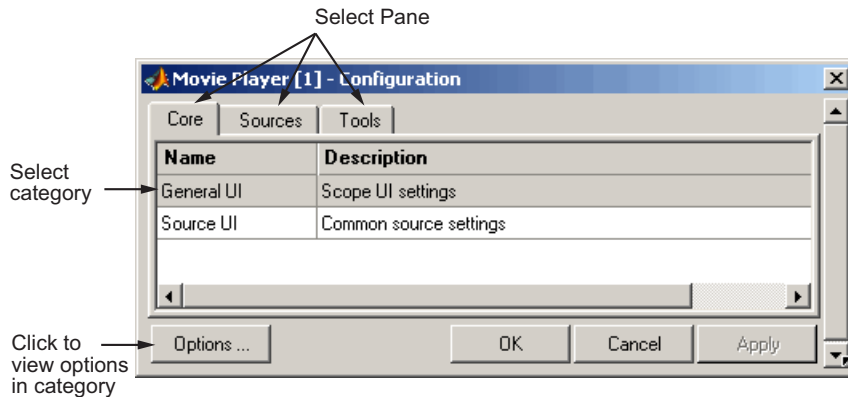 Select Pane
Movie Player [1] - Configuration
Core Sources Tools
Name Description
Select
category
General UI Scope UI settings
Source UI Common source settings
Click to
view options
in category
Options ... OK Cancel Apply